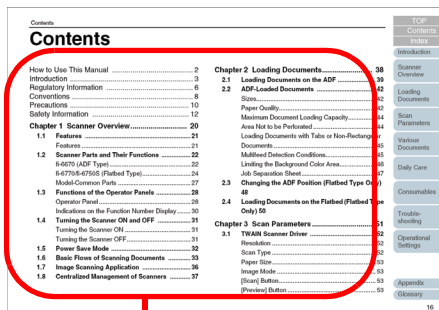 Contents
Contents
How to Use This Manual ........................................ 2
Introduction ........................................ 3
Regulatory Information ........................................ 6
Conventions ........................................ 8
Precautions ........................................ 10
Safety Information ........................................ 12
Chapter 1 Scanner Overview ........................ 20
1.1 Features ........................................ 21
Features ........................................ 21
1.2 Scanner Parts and Their Functions ............ 22
fi-6670 (ADF Type) ........................................ 22
fi-6770/fi-6750S (Flatbed Type) ........................ 24
Model-Common Parts ........................................ 27
1.3 Functions of the Operator Panels ............ 28
Operator Panel ........................................ 28
Indications on the Function Number Display ...... 30
1.4 Turning the Scanner ON and OFF ............ 31
Turning the Scanner ON ........................ 31
Turning the Scanner OFF ........................ 31
1.5 Power Save Mode ........................ 32
1.6 Basic Flows of Scanning Documents ............ 33
1.7 Image Scanning Application ........................ 36
1.8 Centralized Management of Scanners ...... 37
Chapter 2 Loading Documents ........................ 38
2.1 Loading Documents on the ADF ............ 39
2.2 ADF-Loaded Documents ........................ 42
Sizes ........................................ 42
Paper Quality ........................................ 42
Maximum Document Loading Capacity ............ 44
Area Not to be Perforated ........................ 44
Loading Documents with Tabs or Non-Rectangular
Documents ........................................ 45
Multifeed Detection Conditions ............ 45
Limiting the Background Color Area ............ 46
Job Separation Sheet ........................ 47
2.3 Changing the ADF Position (Flatbed Type Only)
48
2.4 Loading Documents on the Flatbed (Flatbed Type
Only) 50
Chapter 3 Scan Parameters ........................ 51
3.1 TWAIN Scanner Driver ........................ 52
Resolution ........................................ 52
Scan Type ........................................ 52
Paper Size ........................................ 53
Image Mode ........................................ 53
[Scan] Button ........................................ 53
[Preview] Button ........................................ 53
TOP
Contents
Index
Introduction
Scanner
Overview
Loading
Documents
Scan
Parameters
Various
Documents
Daily Care
Consumables
Trouble-
shooting
Operational
Settings
Appendix
Glossary
16